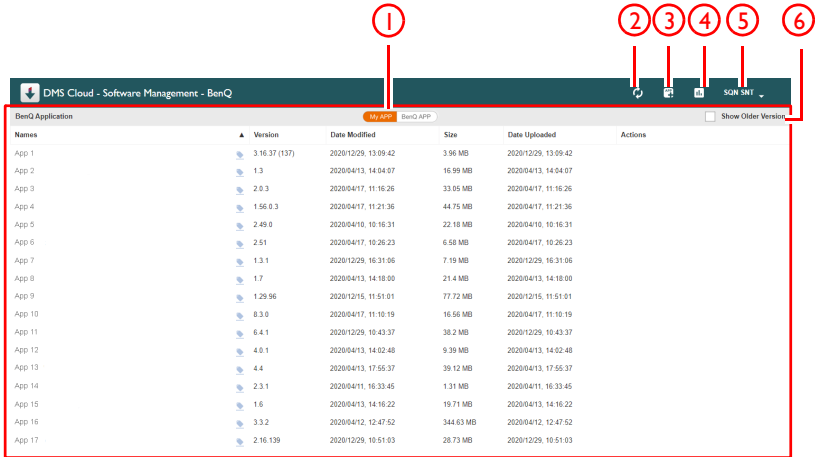 1 2 3 4 5 6
DMS Cloud - Software Management - BenQ SQN SNT
BenQ Application My APP BenQ APP Show Older Version
Names ▲ Version Date Modified Size Date Uploaded Actions
App 1 3.16.37 (137) 2020/12/29, 13:09:42 3.96 MB 2020/12/29, 13:09:42
App 2 1.3 2020/04/13, 14:04:07 16.99 MB 2020/04/13, 14:04:07
App 3 2.0.3 2020/04/17, 11:16:26 33.05 MB 2020/04/17, 11:16:26
App 4 1.56.0.3 2020/04/17, 11:21:36 44.75 MB 2020/04/17, 11:21:36
App 5 2.49.0 2020/04/10, 10:16:31 22.18 MB 2020/04/10, 10:16:31
App 6 2.51 2020/04/17, 10:26:23 6.58 MB 2020/04/17, 10:26:23
App 7 1.3.1 2020/12/29, 16:31:06 7.19 MB 2020/12/29, 16:31:06
App 8 1.7 2020/04/13, 14:18:00 21.4 MB 2020/04/13, 14:18:00
App 9 1.29.96 2020/12/15, 11:51:01 77.72 MB 2020/12/15, 11:51:01
App 10 8.3.0 2020/04/17, 11:10:19 16.56 MB 2020/04/17, 11:10:19
App 11 6.4.1 2020/12/29, 10:43:37 38.2 MB 2020/12/29, 10:43:37
App 12 4.0.1 2020/04/13, 14:02:48 9.39 MB 2020/04/13, 14:02:48
App 13 4.4 2020/04/13, 17:55:37 39.12 MB 2020/04/13, 17:55:37
App 14 2.3.1 2020/04/11, 16:33:45 1.31 MB 2020/04/11, 16:33:45
App 15 1.6 2020/04/13, 14:16:22 19.71 MB 2020/04/13, 14:16:22
App 16 3.3.2 2020/04/12, 12:47:52 344.63 MB 2020/04/12, 12:47:52
App 17 2.16.139 2020/12/29, 10:51:03 28.73 MB 2020/12/29, 10:51:03